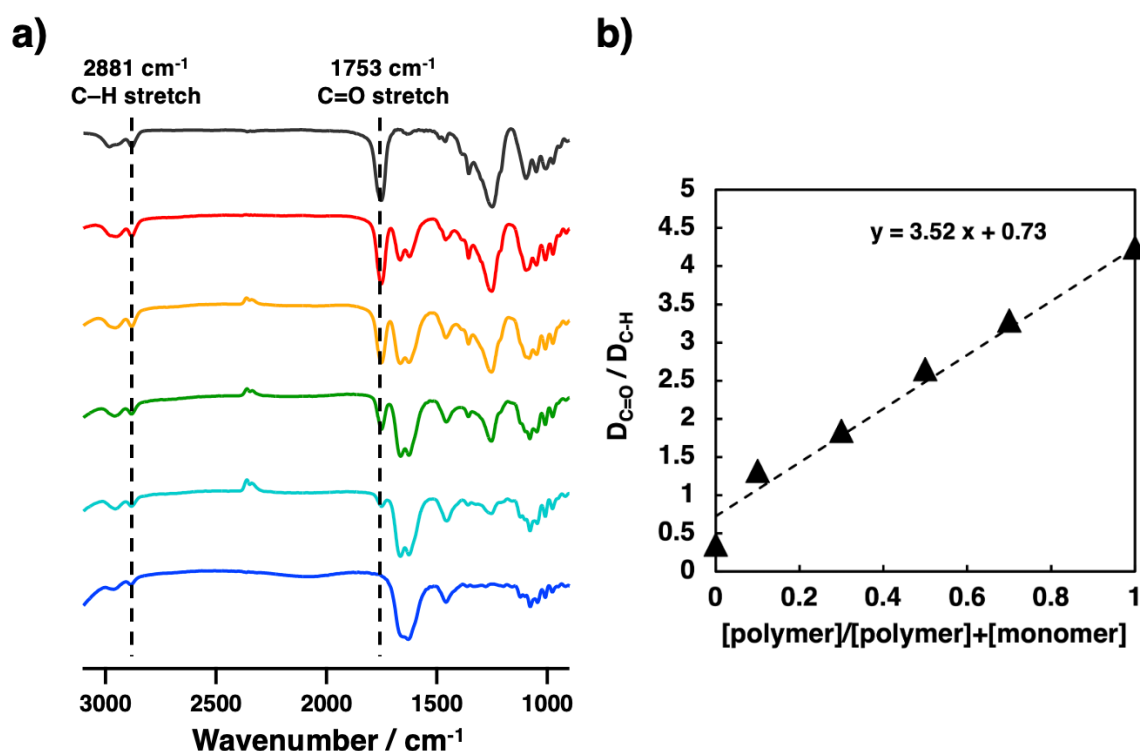 a)
2881 cm⁻¹
C–H stretch
1753 cm⁻¹
C=O stretch
3000
2500
2000
1500
1000
Wavenumber / cm⁻¹
b)
5
4.5
4
3.5
3
2.5
2
1.5
1
0.5
0
y = 3.52 x + 0.73
D_C=O / D_C-H
0
0.2
0.4
0.6
0.8
1
[polymer]/[polymer]+[monomer]